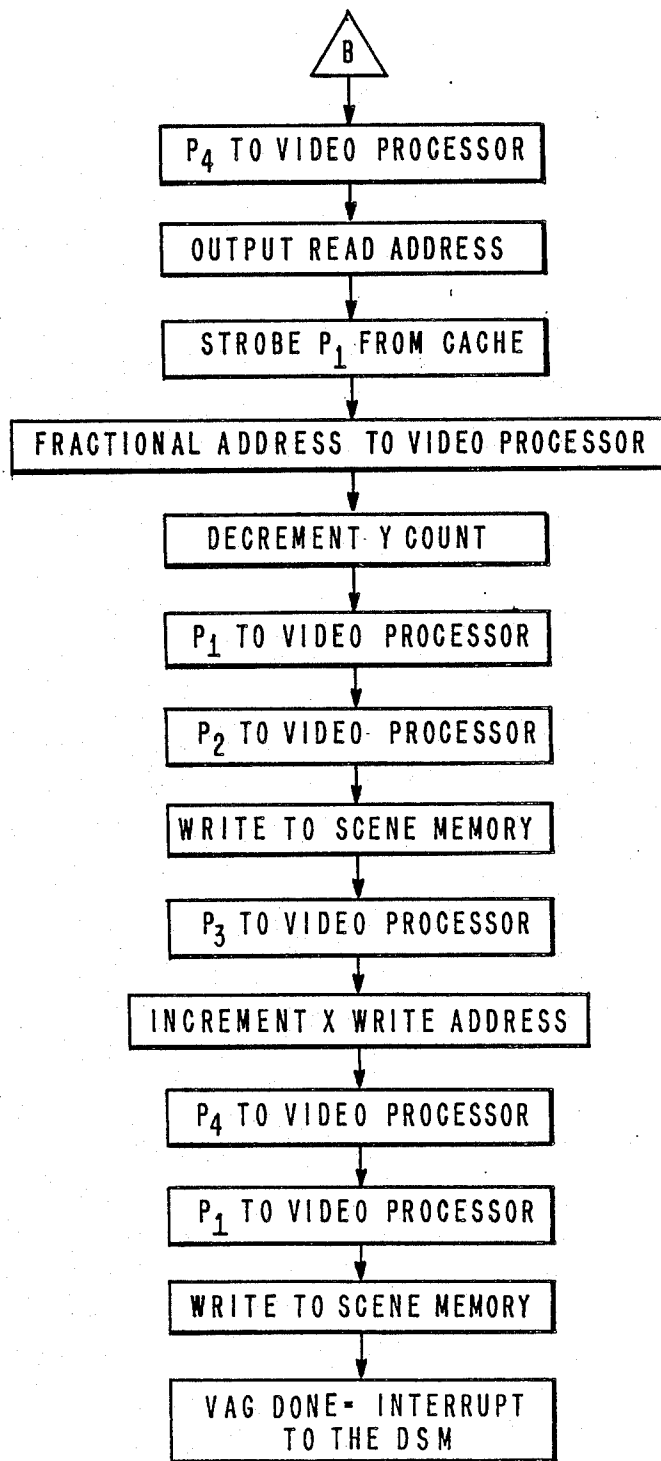 B
P4 TO VIDEO PROCESSOR
OUTPUT READ ADDRESS
STROBE P1 FROM CACHE
FRACTIONAL ADDRESS TO VIDEO PROCESSOR
DECREMENT Y COUNT
P1 TO VIDEO PROCESSOR
P2 TO VIDEO PROCESSOR
WRITE TO SCENE MEMORY
P3 TO VIDEO PROCESSOR
INCREMENT X WRITE ADDRESS
P4 TO VIDEO PROCESSOR
P1 TO VIDEO PROCESSOR
WRITE TO SCENE MEMORY
VAG DONE= INTERRUPT
TO THE DSM